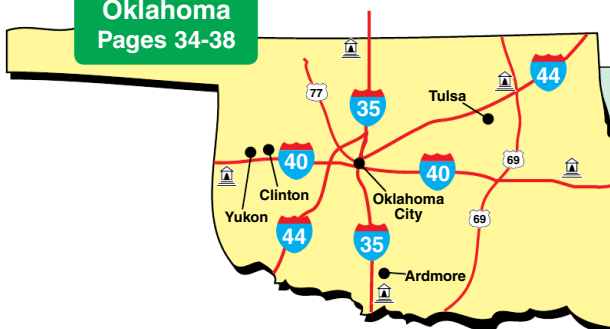 Oklahoma
Pages 34-38
44
77
Tulsa
35
69
40
40
Clinton
Oklahoma
City
Yukon
69
44
35
Ardmore